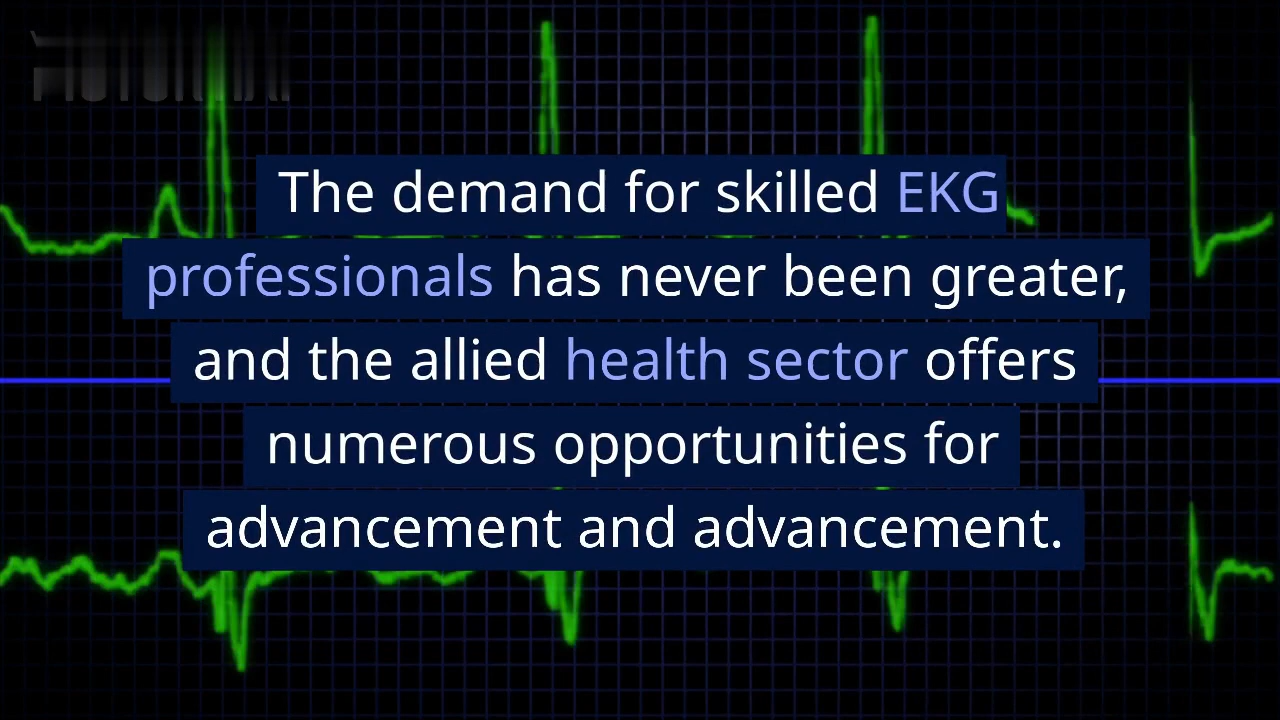 The demand for skilled EKG
professionals has never been greater,
and the allied health sector offers
numerous opportunities for
advancement and advancement.